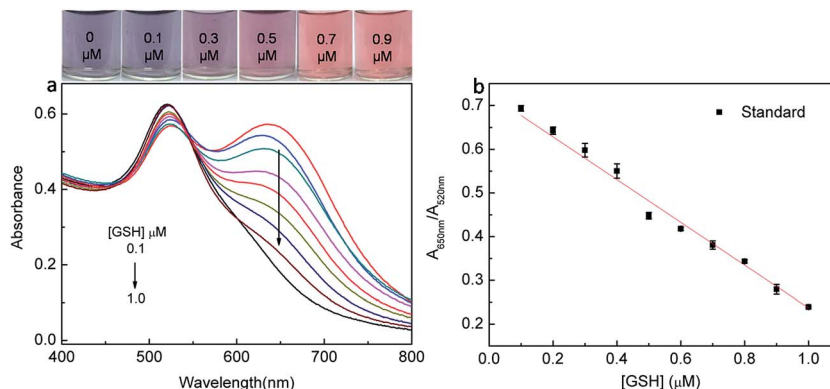 0 μM
0.1 μM
0.3 μM
0.5 μM
0.7 μM
0.9 μM
a
0.6
0.4
0.2
0.0
Absorbance
[GSH] μM
0.1
1.0
400
500
600
700
800
Wavelength(nm)
b
Standard
0.7
0.6
0.5
0.4
0.3
0.2
A650nm/A520nm
0.0
0.2
0.4
0.6
0.8
1.0
[GSH] (μM)